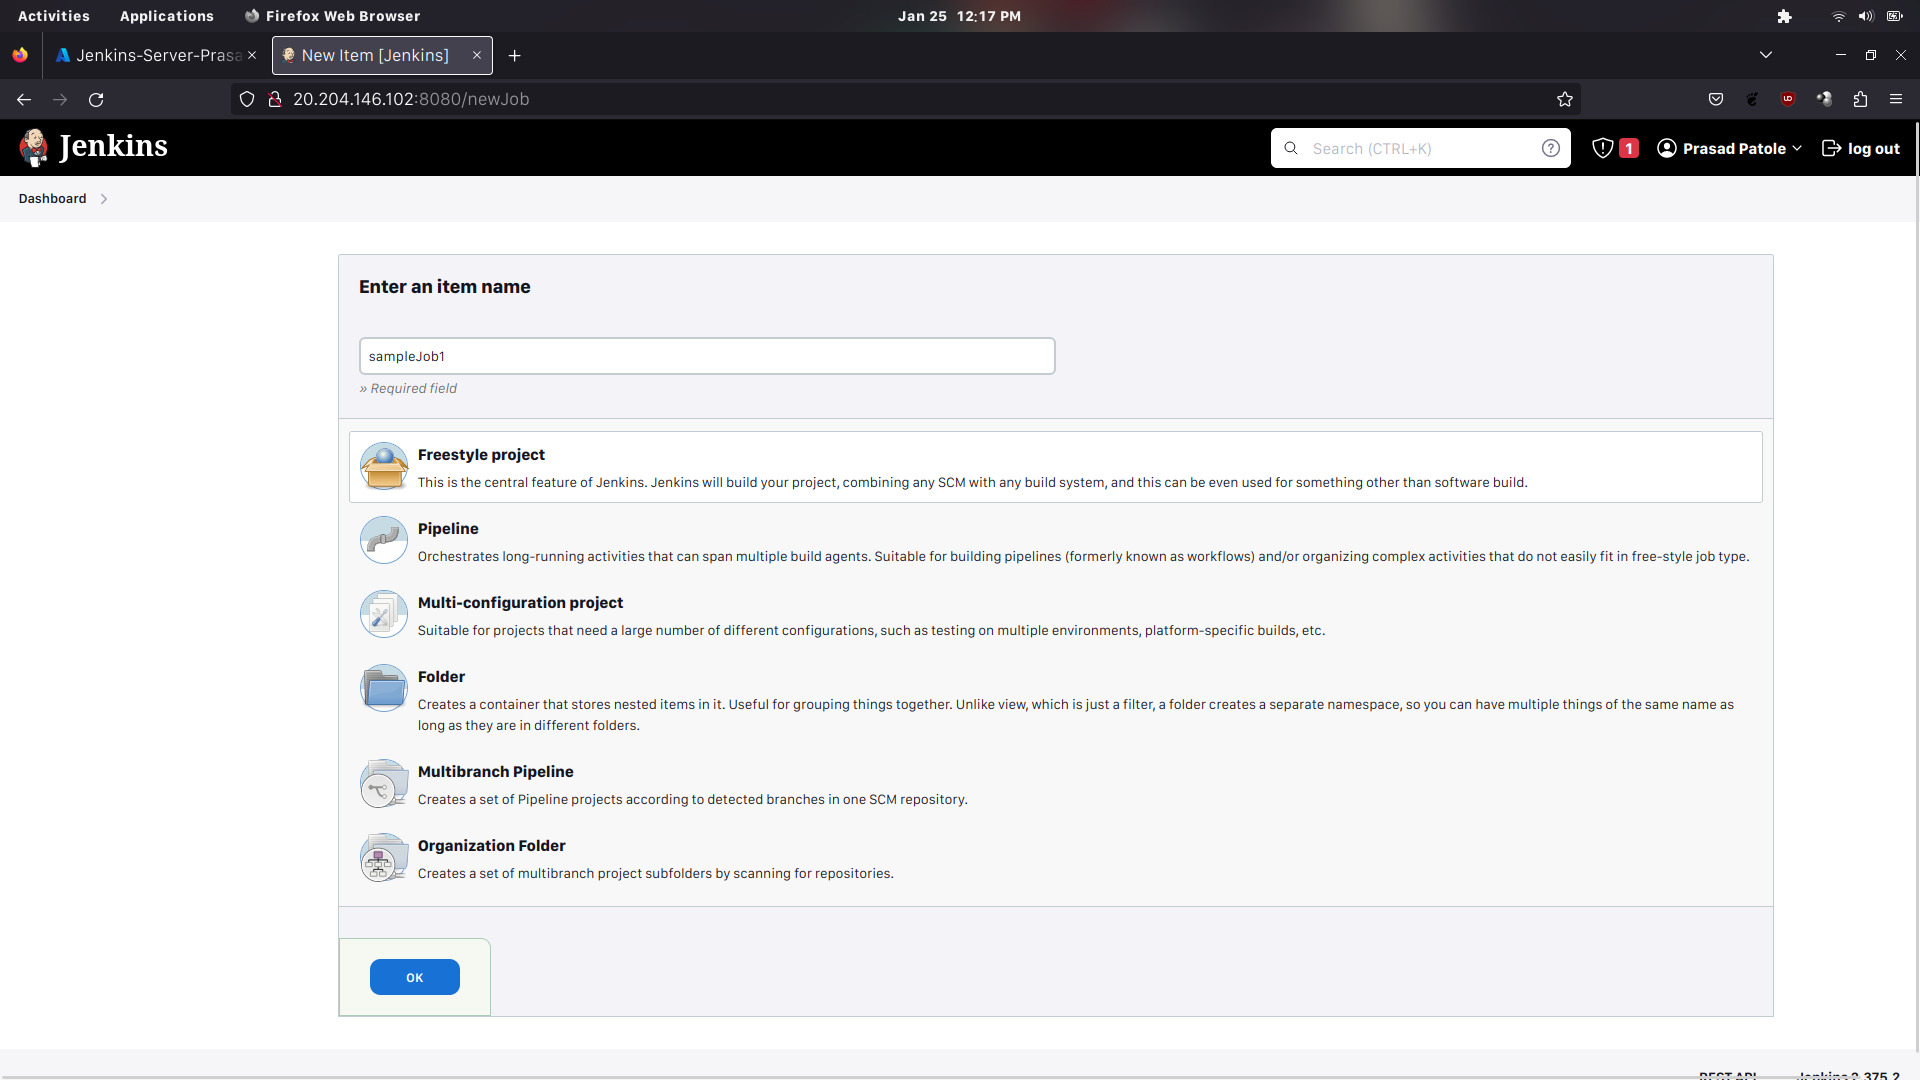 Activities Applications Firefox Web Browser Jan 25 12:17 PM
Jenkins-Server-Prasa New Item [Jenkins]
20.204.146.102:8080/newJob
Jenkins Search (CTRL+K) 1 Prasad Patole log out
Dashboard
Enter an item name
sampleJob1
» Required field
Freestyle project
This is the central feature of Jenkins. Jenkins will build your project, combining any SCM with any build system, and this can be even used for something other than software build.
Pipeline
Orchestrates long-running activities that can span multiple build agents. Suitable for building pipelines (formerly known as workflows) and/or organizing complex activities that do not easily fit in free-style job type.
Multi-configuration project
Suitable for projects that need a large number of different configurations, such as testing on multiple environments, platform-specific builds, etc.
Folder
Creates a container that stores nested items in it. Useful for grouping things together. Unlike view, which is just a filter, a folder creates a separate namespace, so you can have multiple things of the same name as
long as they are in different folders.
Multibranch Pipeline
Creates a set of Pipeline projects according to detected branches in one SCM repository.
Organization Folder
Creates a set of multibranch project subfolders by scanning for repositories.
OK
REST API Jenkins 2.375.2